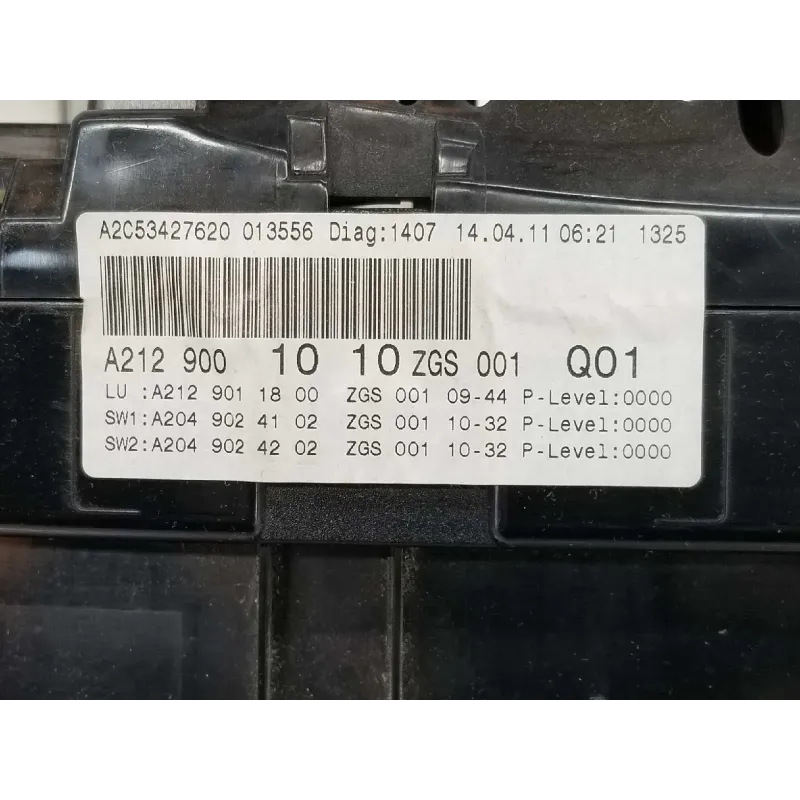 A2C53427620 013556 Diag:1407 14.04.11 06:21 1325
A212 900 10 10 ZGS 001 Q01
LU :A212 901 18 00 ZGS 001 09-44 P-Level:0000
SW1:A204 902 41 02 ZGS 001 10-32 P-Level:0000
SW2:A204 902 42 02 ZGS 001 10-32 P-Level:0000